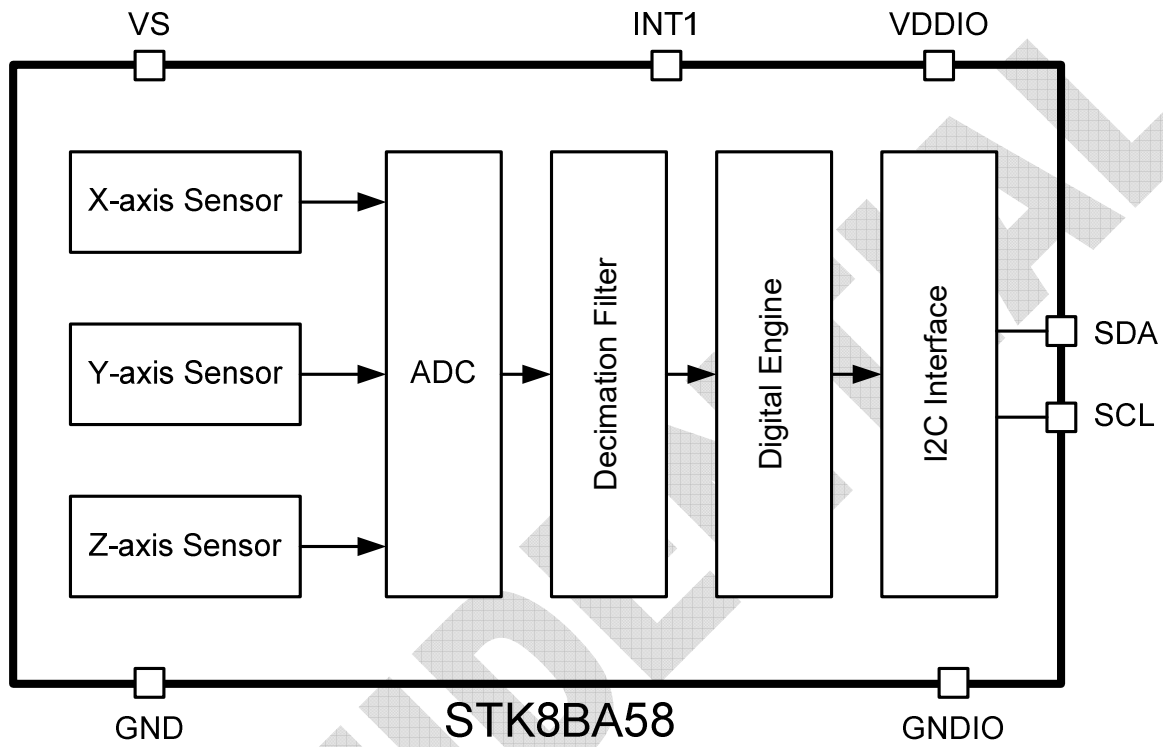 VS
INT1
VDDIO
X-axis Sensor
Y-axis Sensor
Z-axis Sensor
ADC
Decimation Filter
Digital Engine
I2C Interface
SDA
SCL
GND
STK8BA58
GNDIO